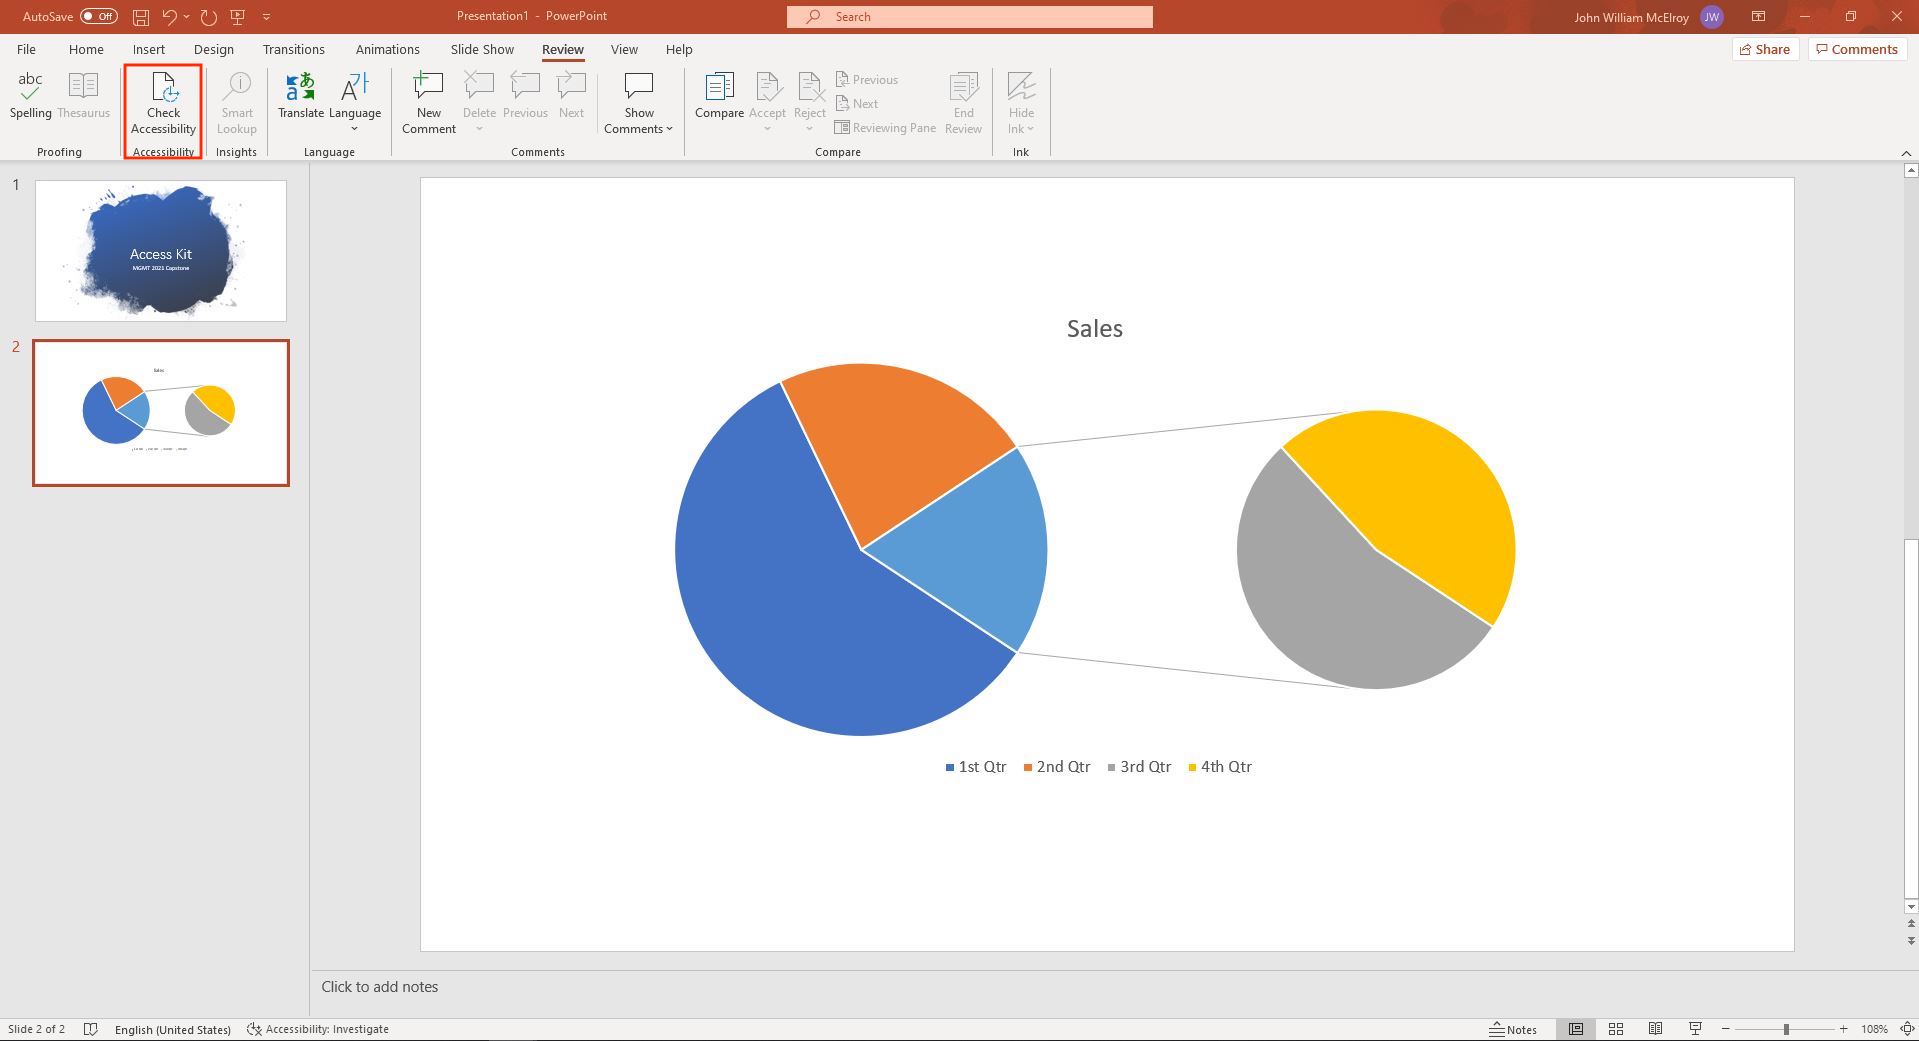 AutoSave Off
Presentation1 - PowerPoint
Search
John William McElroy JW
File Home Insert Design Transitions Animations Slide Show Review View Help
Share Comments
abc
Spelling
Thesaurus
Proofing
Check
Accessibility
Accessibility
Smart
Lookup
Insights
Translate
Language
Language
New
Comment
Delete
Previous
Next
Show
Comments
Comments
Compare
Accept
Reject
Previous
Next
Reviewing Pane
End
Review
Compare
Hide
Ink
Ink
1
Access Kit
MGMT 2021 Capstone
2
Sales
Sales
1st Qtr 2nd Qtr 3rd Qtr 4th Qtr
Click to add notes
Slide 2 of 2 English (United States) Accessibility: Investigate Notes 108%